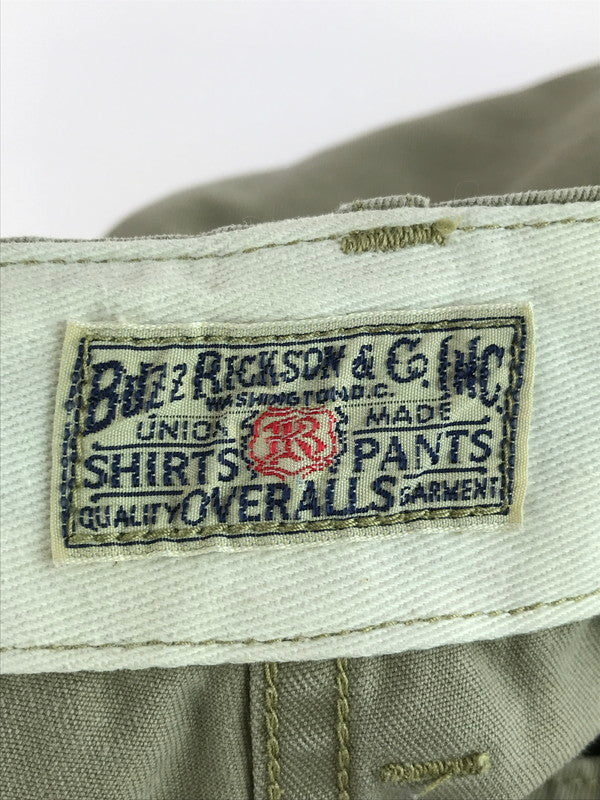 BUZZ RICKSON & CO. INC.
WASHINGTON, D.C.
UNION MADE
R
SHIRTS PANTS
QUALITY OVERALLS GARMENT